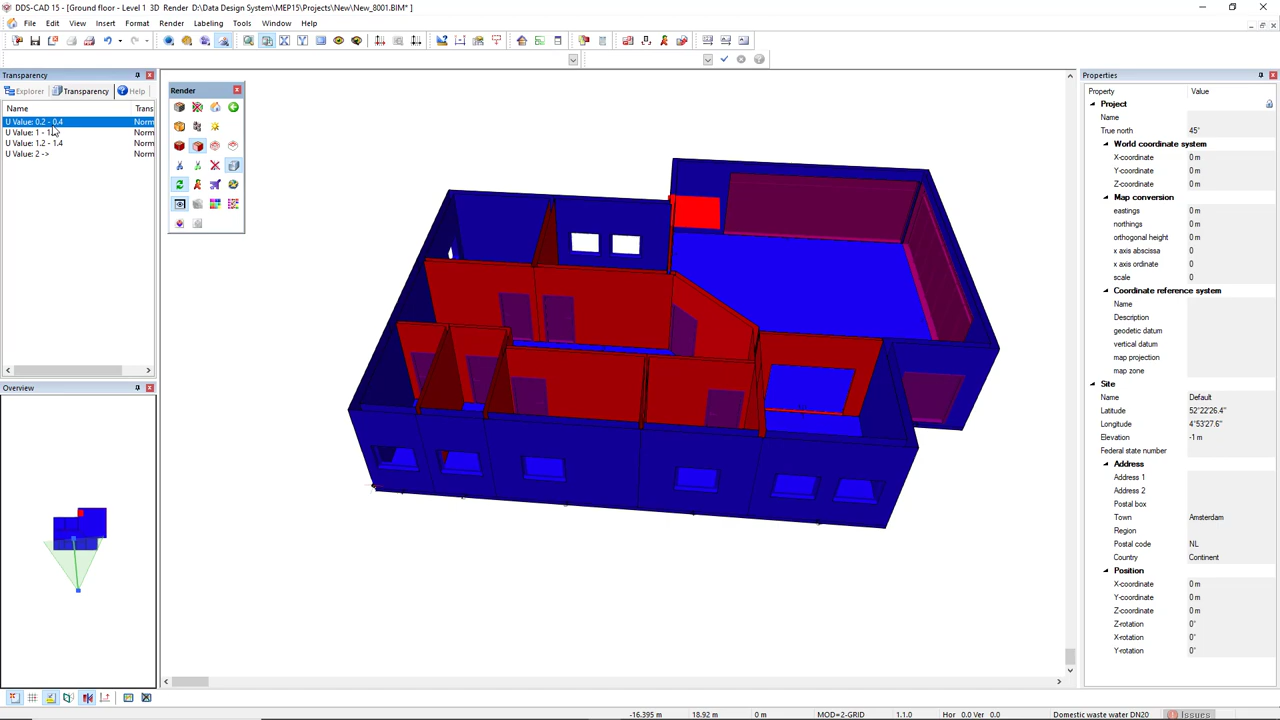 DDS-CAD 15 - [Ground floor - Level 1  3D  Render  D:\Data Design System\MEP15\Projects\New\New_8001.BIM* ]
File Edit View Insert Format Render Labeling Tools Window Help
Transparency
Explorer Transparency Help
Name Trans
U Value: 0.2 - 0.4 Norm
U Value: 1 - 1. Norm
U Value: 1.2 - 1.4 Norm
U Value: 2 -> Norm
Overview
Render
Properties
Property Value
Project
Name
True north 45°
World coordinate system
X-coordinate 0 m
Y-coordinate 0 m
Z-coordinate 0 m
Map conversion
eastings 0 m
northings 0 m
orthogonal height 0 m
x axis abscissa 0
x axis ordinate 0
scale 0
Coordinate reference system
Name
Description
geodetic datum
vertical datum
map projection
map zone
Site
Name Default
Latitude 52°22'26.4"
Longitude 4°53'27.6"
Elevation -1 m
Federal state number
Address
Address 1
Address 2
Postal box
Town Amsterdam
Region
Postal code NL
Country Continent
Position
X-coordinate 0 m
Y-coordinate 0 m
Z-coordinate 0 m
Z-rotation 0°
X-rotation 0°
Y-rotation 0°
-16.395 m 18.92 m 0 m MOD=2-GRID 1.1.0 Hor 0.0 Ver 0.0 Domestic waste water DN20 Issues